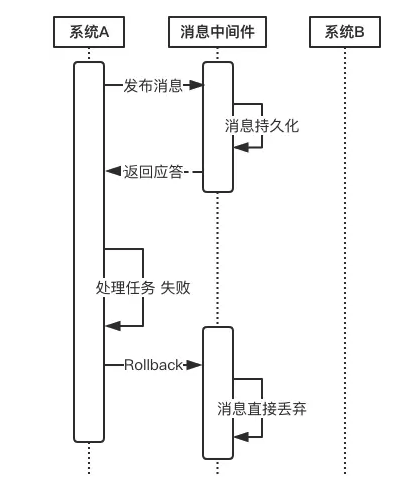 系统A
消息中间件
系统B
发布消息
消息持久化
返回应答
处理任务 失败
Rollback
消息直接丢弃